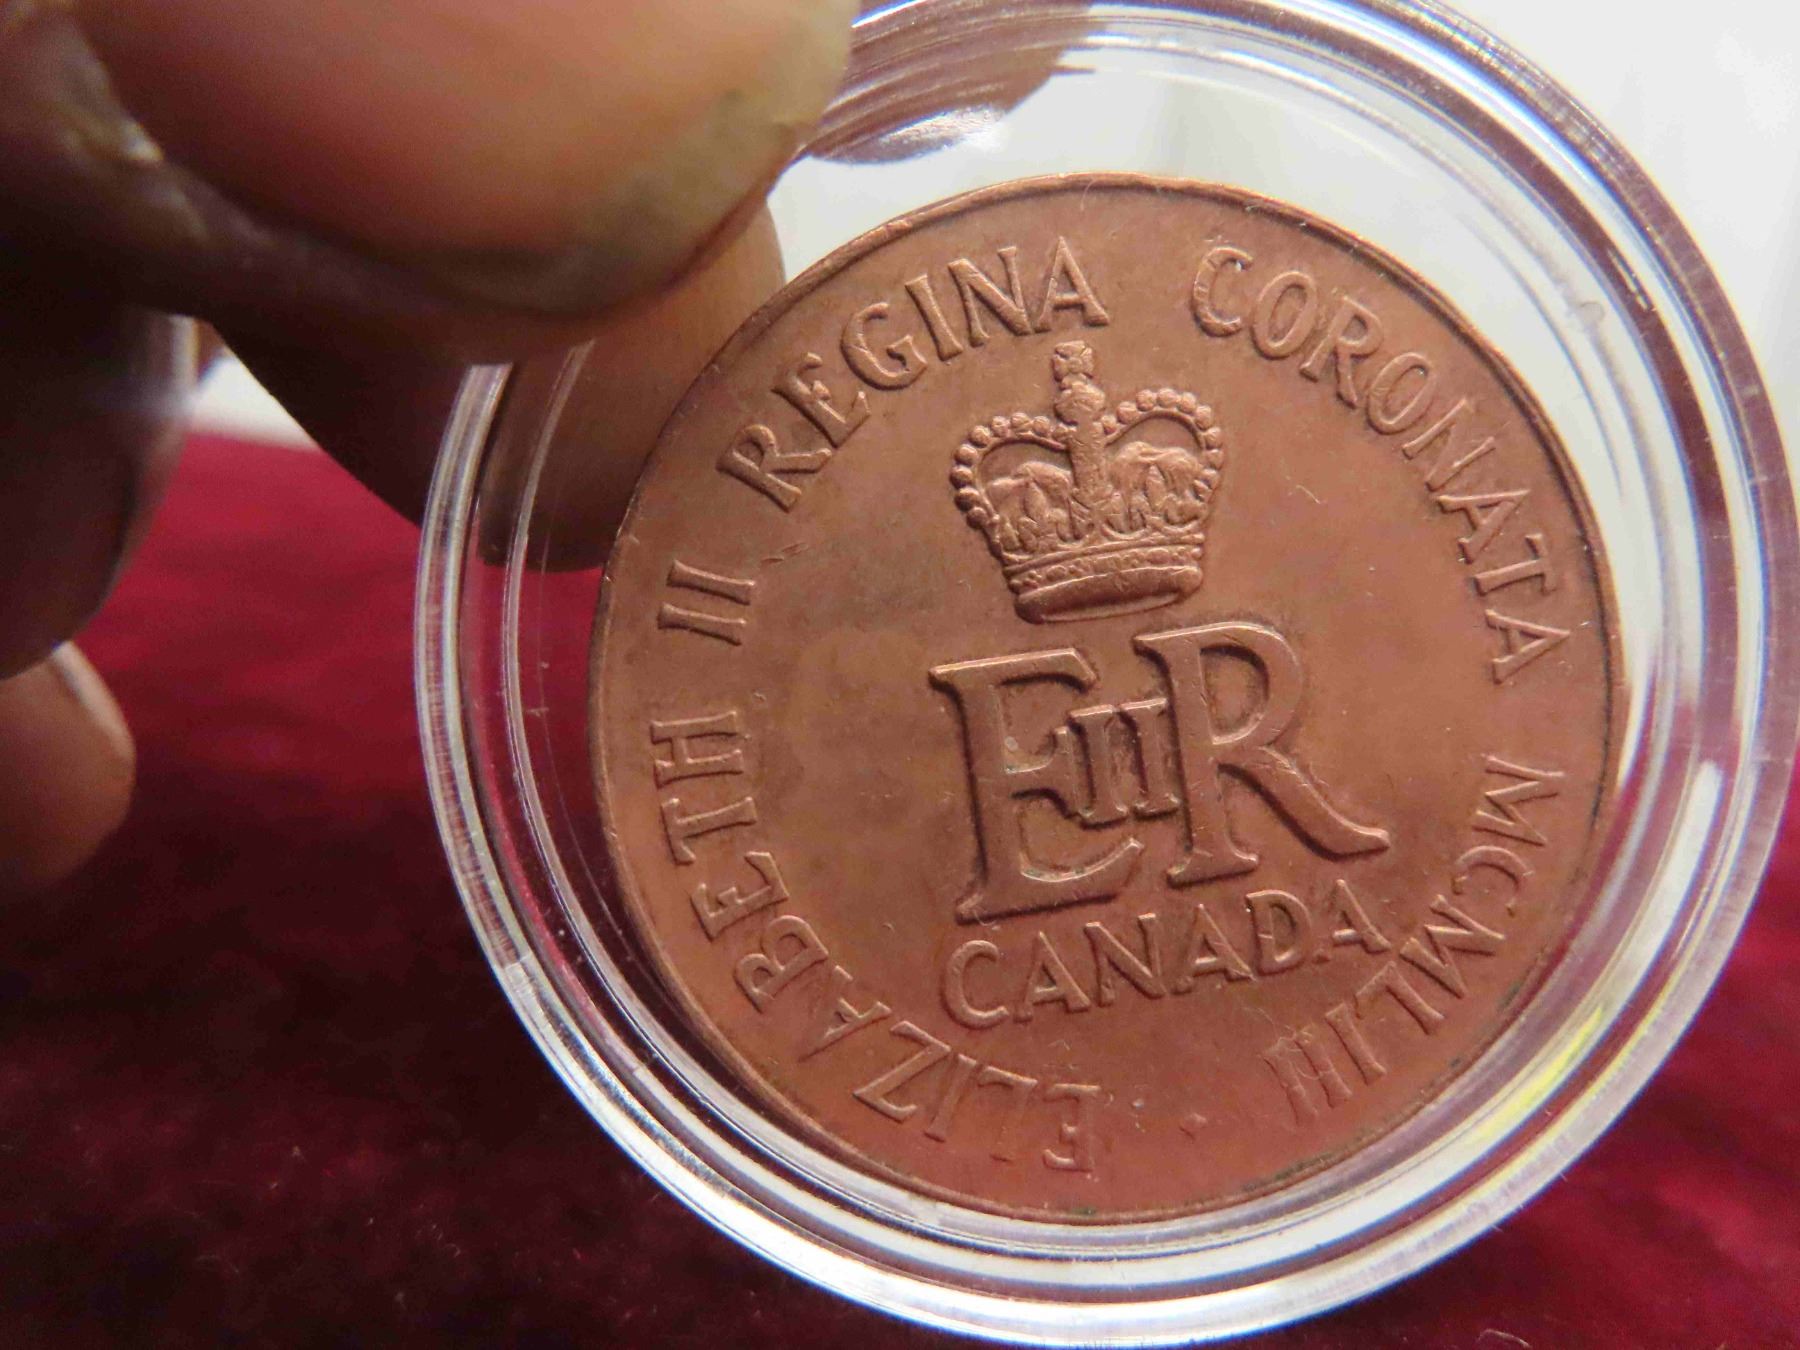 ELIZABETH II REGINA CORONATA MCMLIII ·
EIIR
CANADA